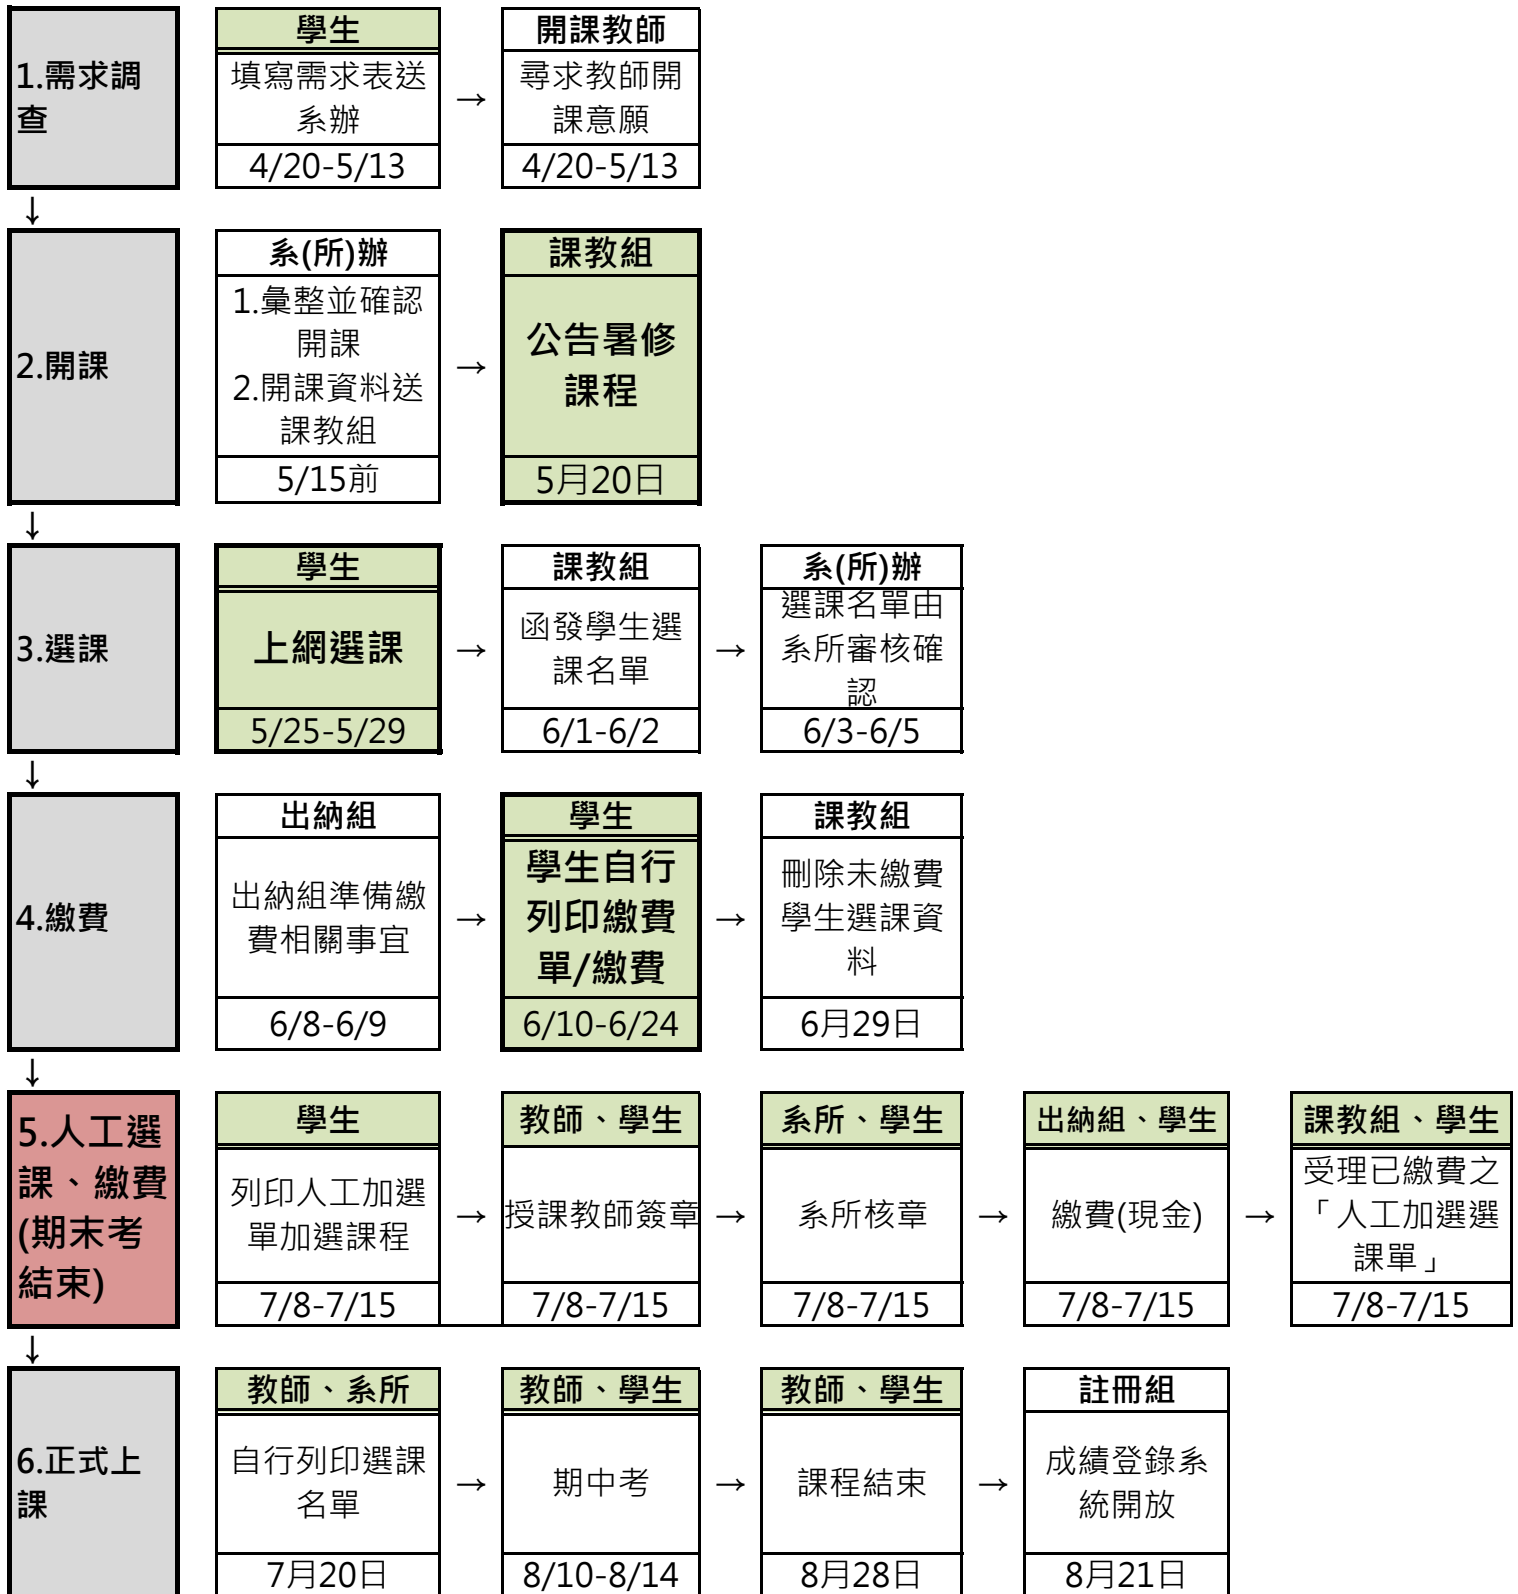 1.需求調
查
學生
填寫需求表送
系辦
4/20-5/13
→
開課教師
尋求教師開
課意願
4/20-5/13
↓
2.開課
系(所)辦
1.彙整並確認
開課
2.開課資料送
課教組
5/15前
→
課教組
公告暑修
課程
5月20日
↓
3.選課
學生
上網選課
5/25-5/29
→
課教組
函發學生選
課名單
6/1-6/2
→
系(所)辦
選課名單由
系所審核確
認
6/3-6/5
↓
4.繳費
出納組
出納組準備繳
費相關事宜
6/8-6/9
→
學生
學生自行
列印繳費
單/繳費
6/10-6/24
→
課教組
刪除未繳費
學生選課資
料
6月29日
↓
5.人工選
課、繳費
(期末考
結束)
學生
列印人工加選
單加選課程
7/8-7/15
→
教師、學生
授課教師簽章
7/8-7/15
→
系所、學生
系所核章
7/8-7/15
→
出納組、學生
繳費(現金)
7/8-7/15
→
課教組、學生
受理已繳費之
「人工加選選
課單」
7/8-7/15
↓
6.正式上
課
教師、系所
自行列印選課
名單
7月20日
→
教師、學生
期中考
8/10-8/14
→
教師、學生
課程結束
8月28日
→
註冊組
成績登錄系
統開放
8月21日